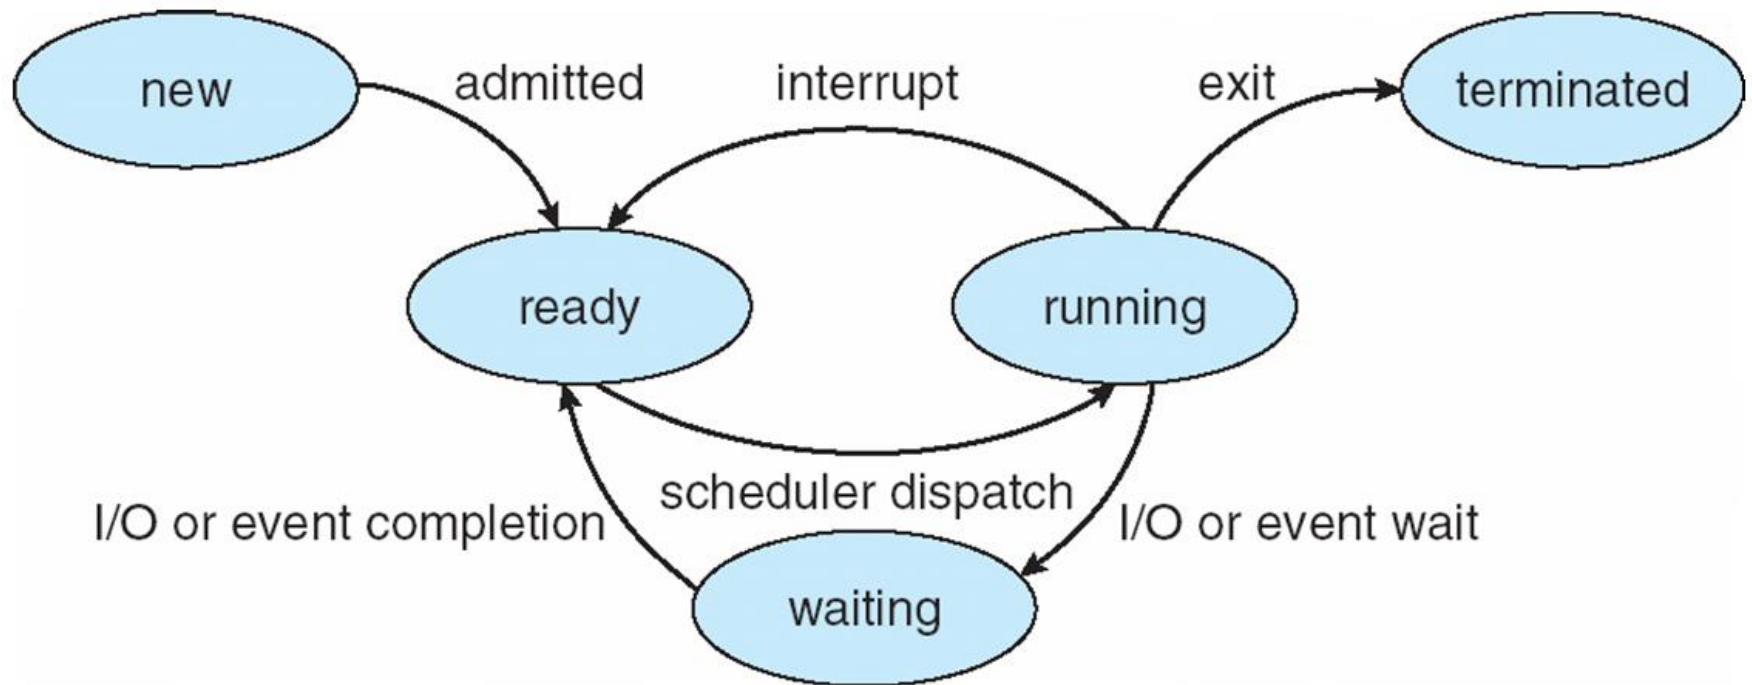 new
admitted
interrupt
exit
terminated
ready
running
scheduler dispatch
I/O or event completion
I/O or event wait
waiting